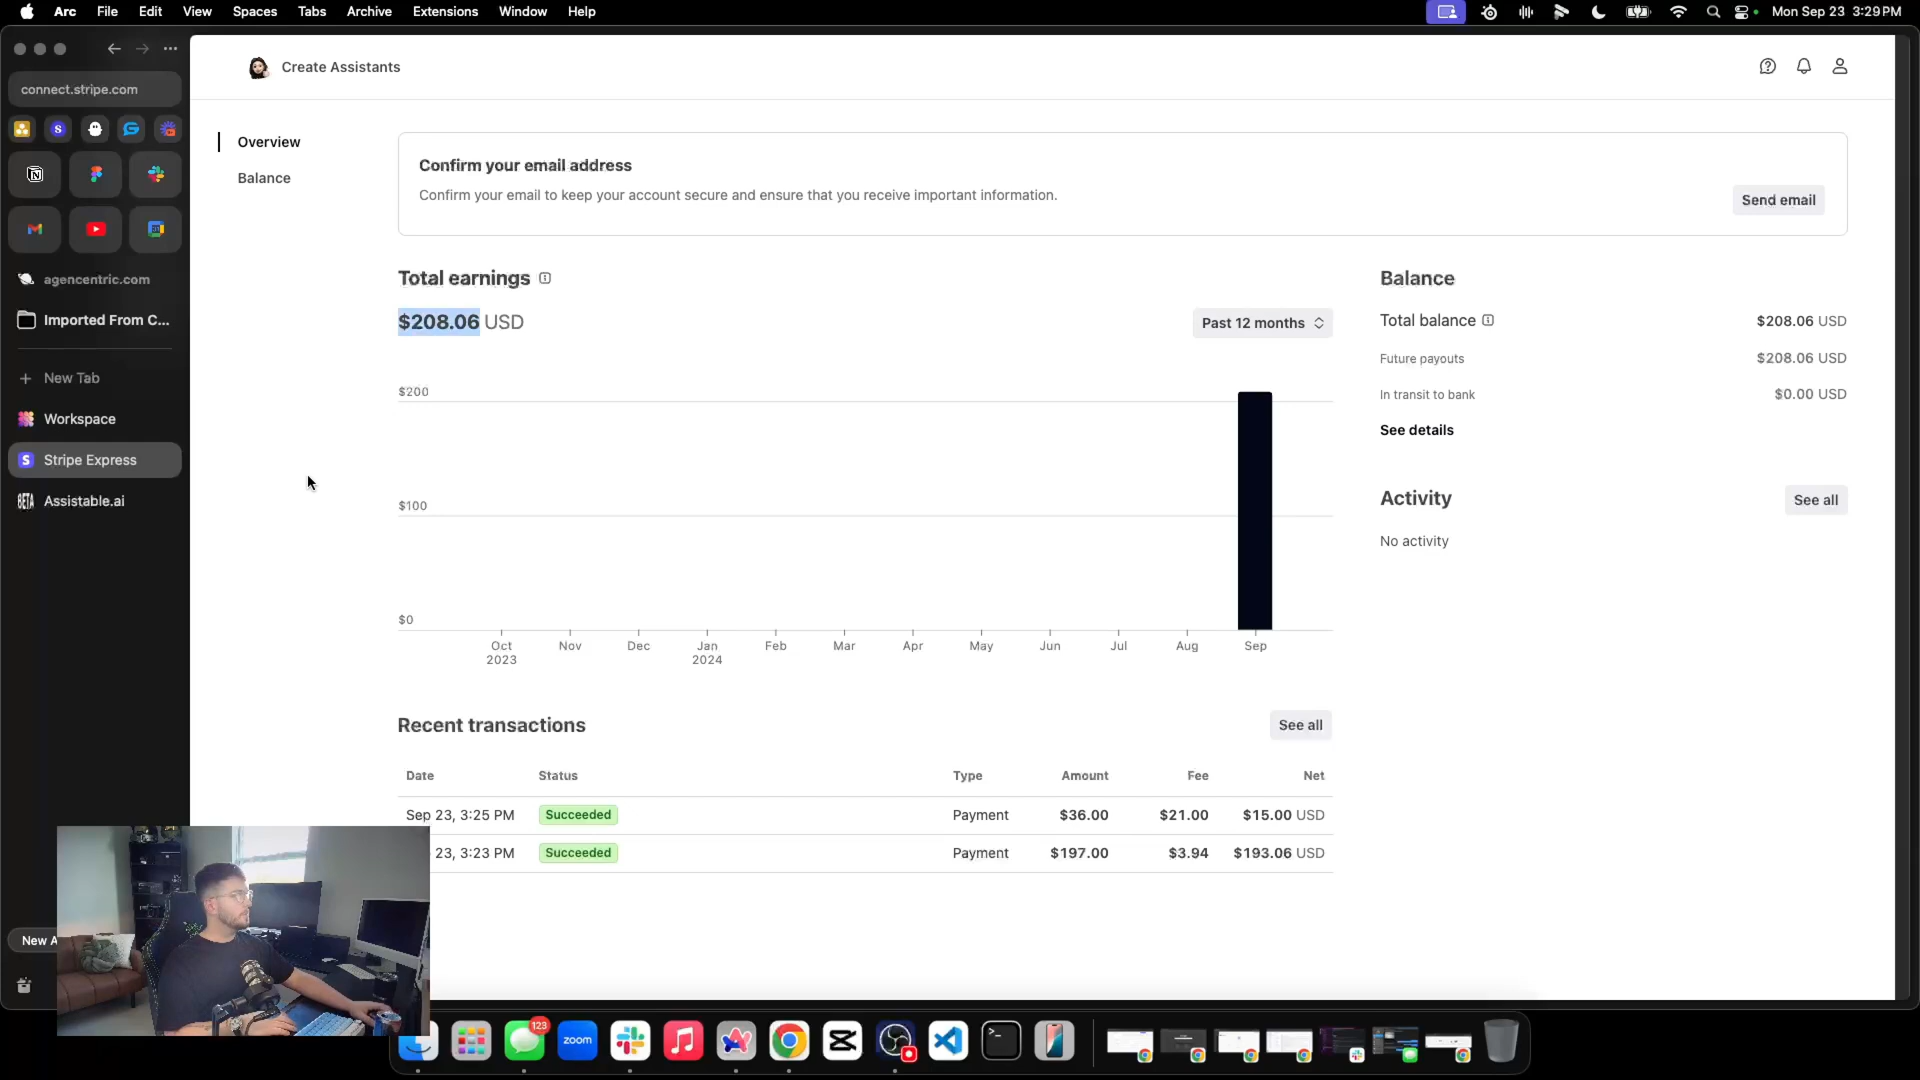 Arc File Edit View Spaces Tabs Archive Extensions Window Help
Mon Sep 23 3:29 PM
connect.stripe.com
agencentric.com
Imported From C...
New Tab
Workspace
Stripe Express
Assistable.ai
New A
Create Assistants
Overview
Balance
Confirm your email address
Confirm your email to keep your account secure and ensure that you receive important information.
Send email
Total earnings
$208.06 USD
Past 12 months
$200
$100
$0
Oct Nov Dec Jan Feb Mar Apr May Jun Jul Aug Sep
2023 2024
Balance
Total balance $208.06 USD
Future payouts $208.06 USD
In transit to bank $0.00 USD
See details
Activity See all
No activity
Recent transactions See all
Date Status Type Amount Fee Net
Sep 23, 3:25 PM Succeeded Payment $36.00 $21.00 $15.00 USD
23, 3:23 PM Succeeded Payment $197.00 $3.94 $193.06 USD
123
zoom